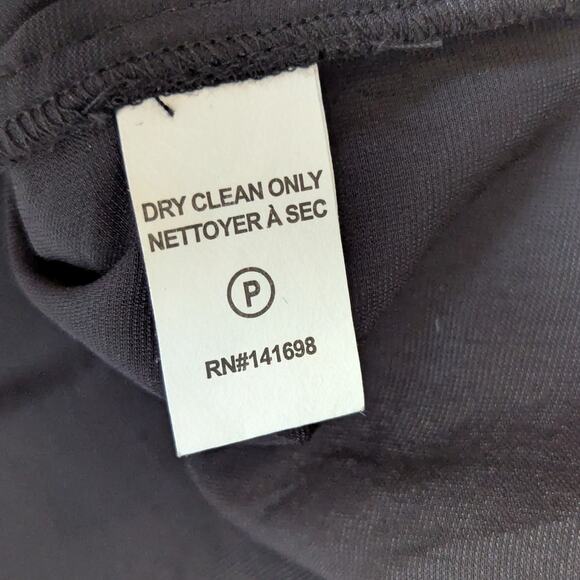 DRY CLEAN ONLY
NETTOYER À SEC
P
RN#141698